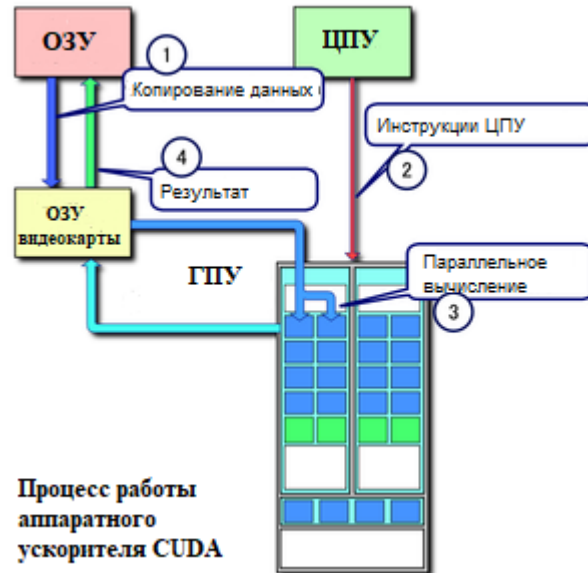 ОЗУ
ЦПУ
1
Копирование данных
Инструкции ЦПУ
2
4
Результат
ОЗУ
видеокарты
ГПУ
Параллельное
вычисление
3
Процесс работы
аппаратного
ускорителя CUDA